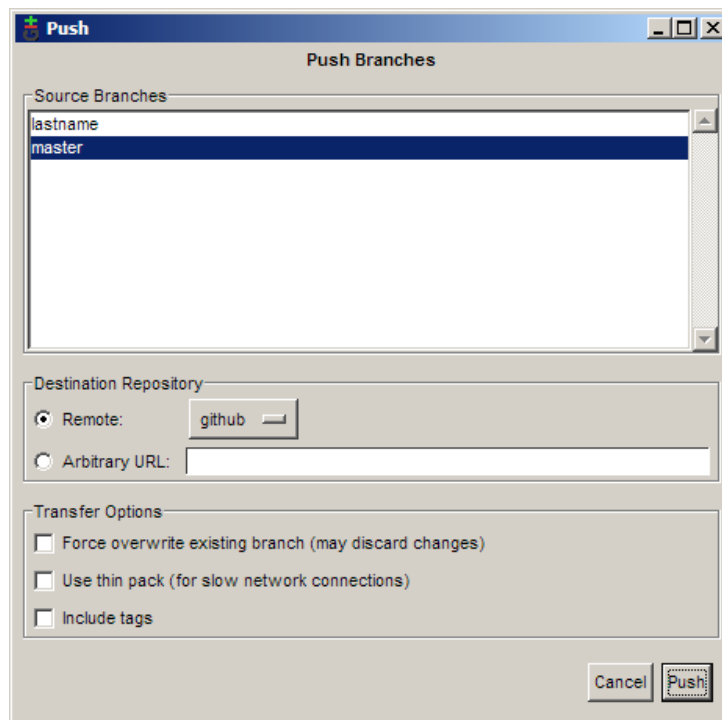 Push
Push Branches
Source Branches
lastname
master
Destination Repository
Remote: github
Arbitrary URL:
Transfer Options
Force overwrite existing branch (may discard changes)
Use thin pack (for slow network connections)
Include tags
Cancel Push